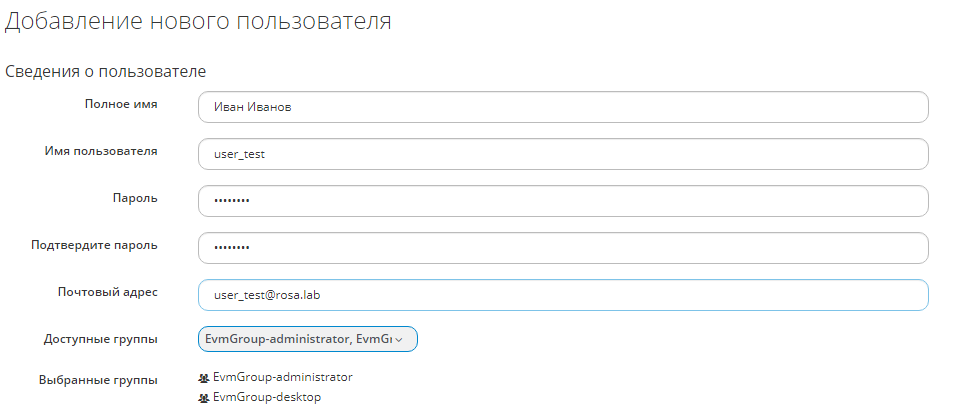 Добавление нового пользователя
Сведения о пользователе
Полное имя Иван Иванов
Имя пользователя user_test
Пароль ••••••••
Подтвердите пароль ••••••••
Почтовый адрес user_test@rosa.lab
Доступные группы EvmGroup-administrator, EvmGr
Выбранные группы EvmGroup-administrator
EvmGroup-desktop